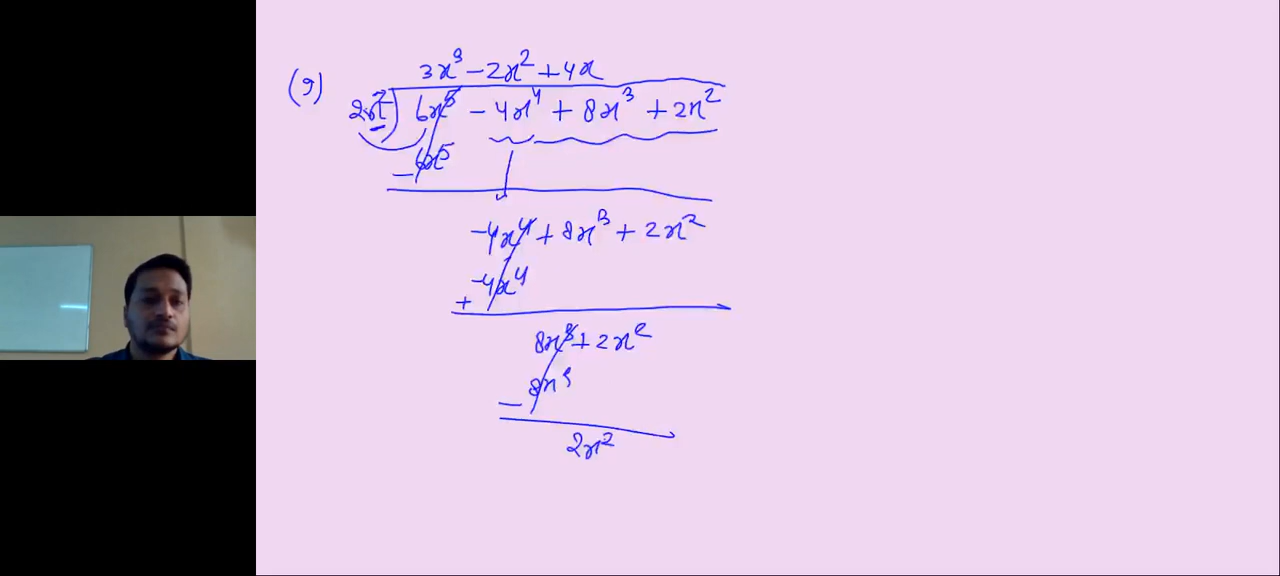 3x³ - 2x² + 4x
(9) 2x² ) 6x⁵ - 4x⁴ + 8x³ + 2x²
- 6x⁵
-4x⁴ + 8x³ + 2x²
+ -4x⁴
8x³ + 2x²
- 8x³
2x²